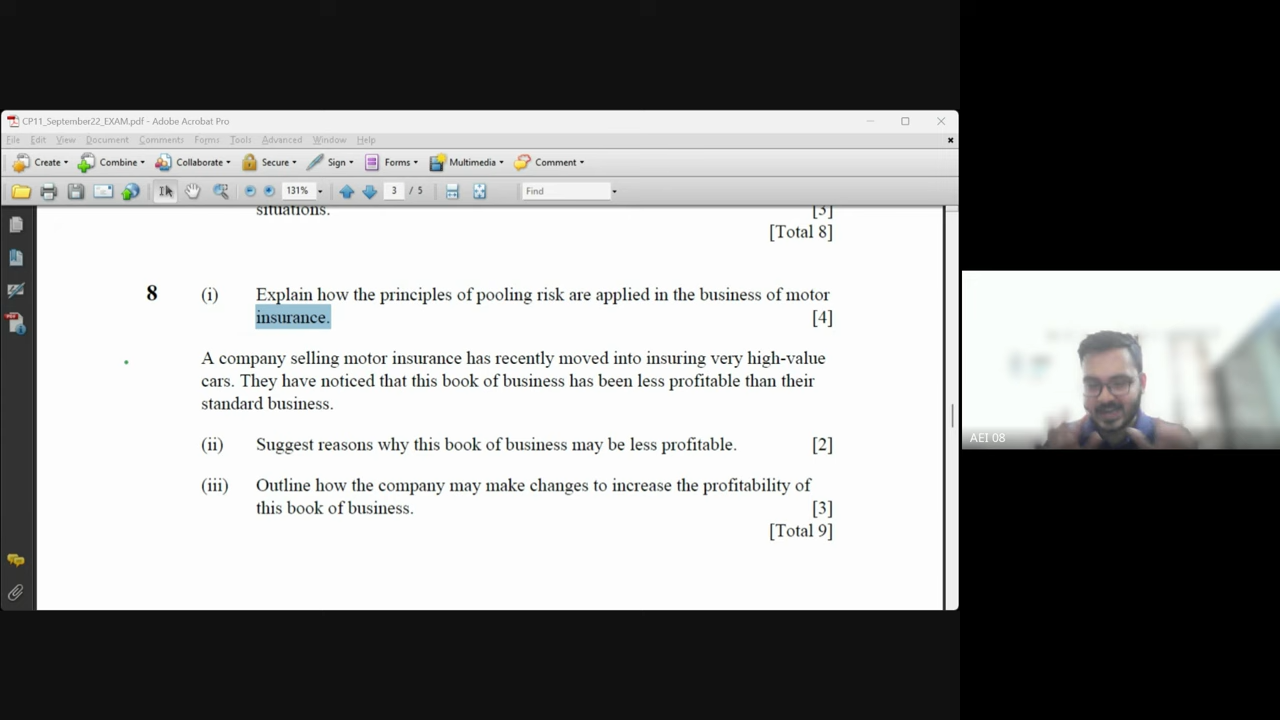 CP11_September22_EXAM.pdf - Adobe Acrobat Pro
File Edit View Document Comments Forms Tools Advanced Window Help
Create Combine Collaborate Secure Sign Forms Multimedia Comment
131% 3 / 5 Find
situations. [3]
[Total 8]
8 (i) Explain how the principles of pooling risk are applied in the business of motor
insurance. [4]
A company selling motor insurance has recently moved into insuring very high-value
cars. They have noticed that this book of business has been less profitable than their
standard business.
(ii) Suggest reasons why this book of business may be less profitable. [2]
(iii) Outline how the company may make changes to increase the profitability of
this book of business. [3]
[Total 9]
AEI 08